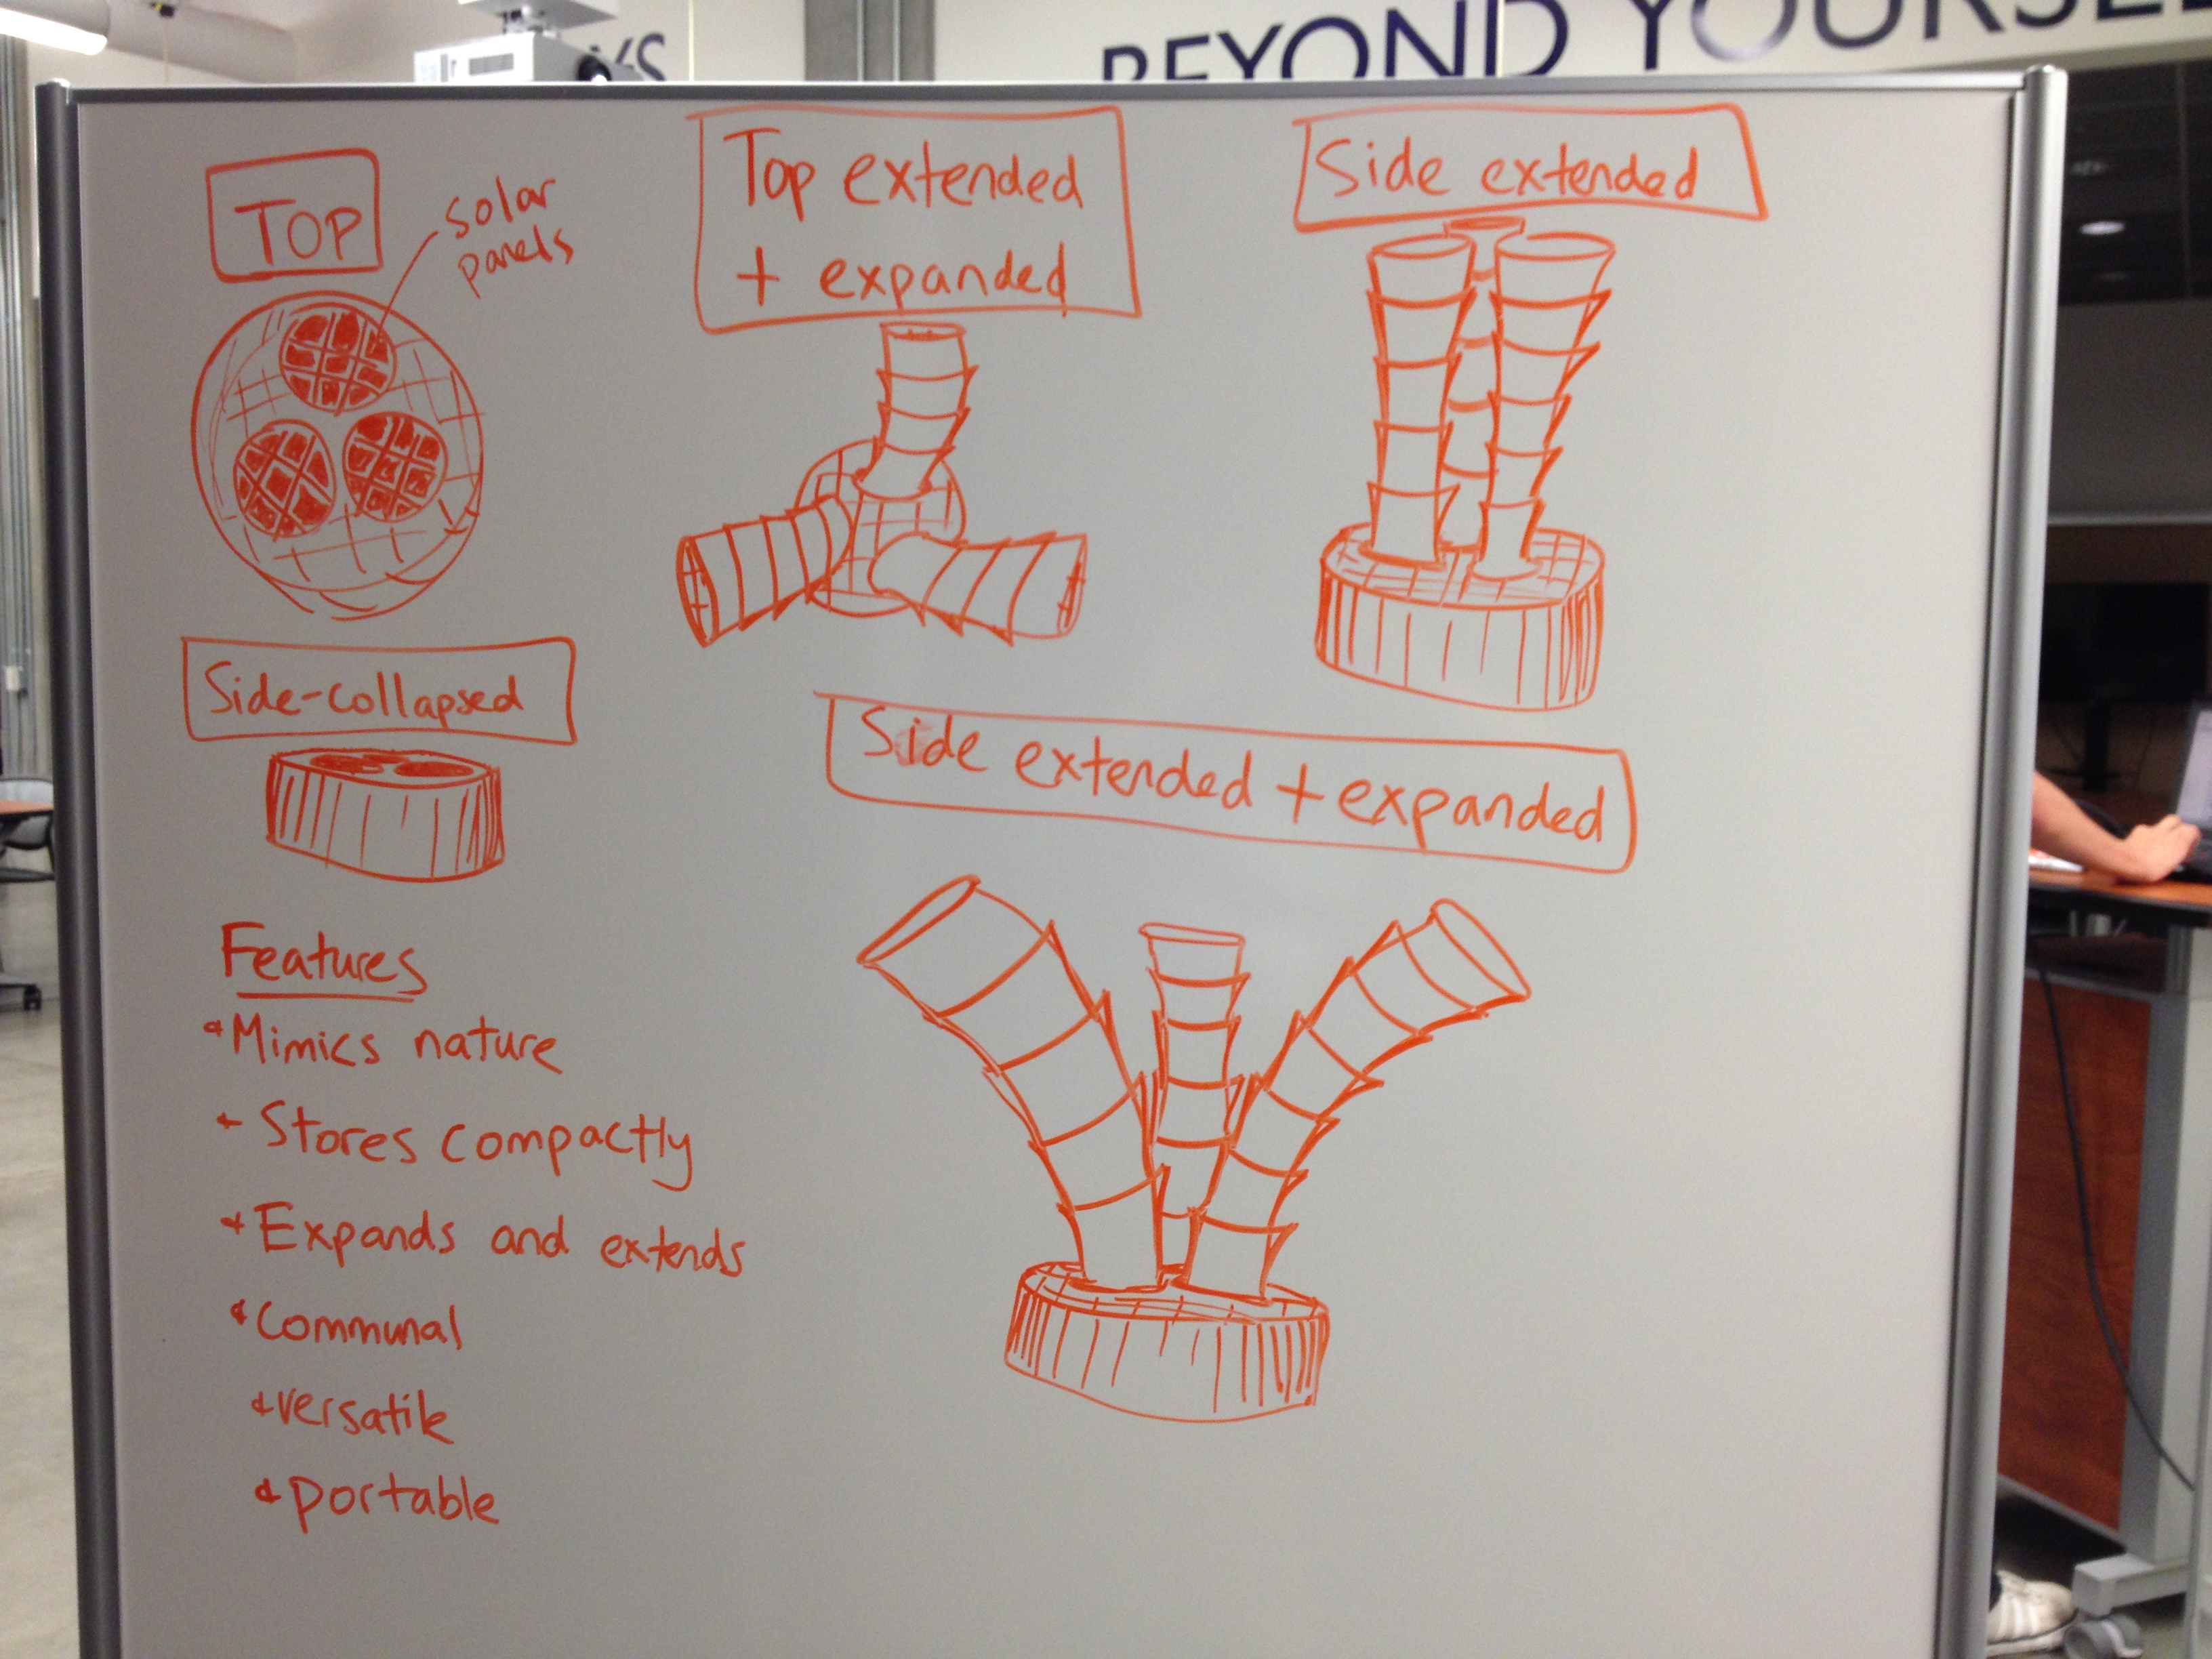 BEYOND YOURSEL
TOP
solar
panels
Top extended
+ expanded
Side extended
Side-collapsed
Side extended + expanded
Features
Mimics nature
Stores compactly
Expands and extends
Communal
versatile
portable